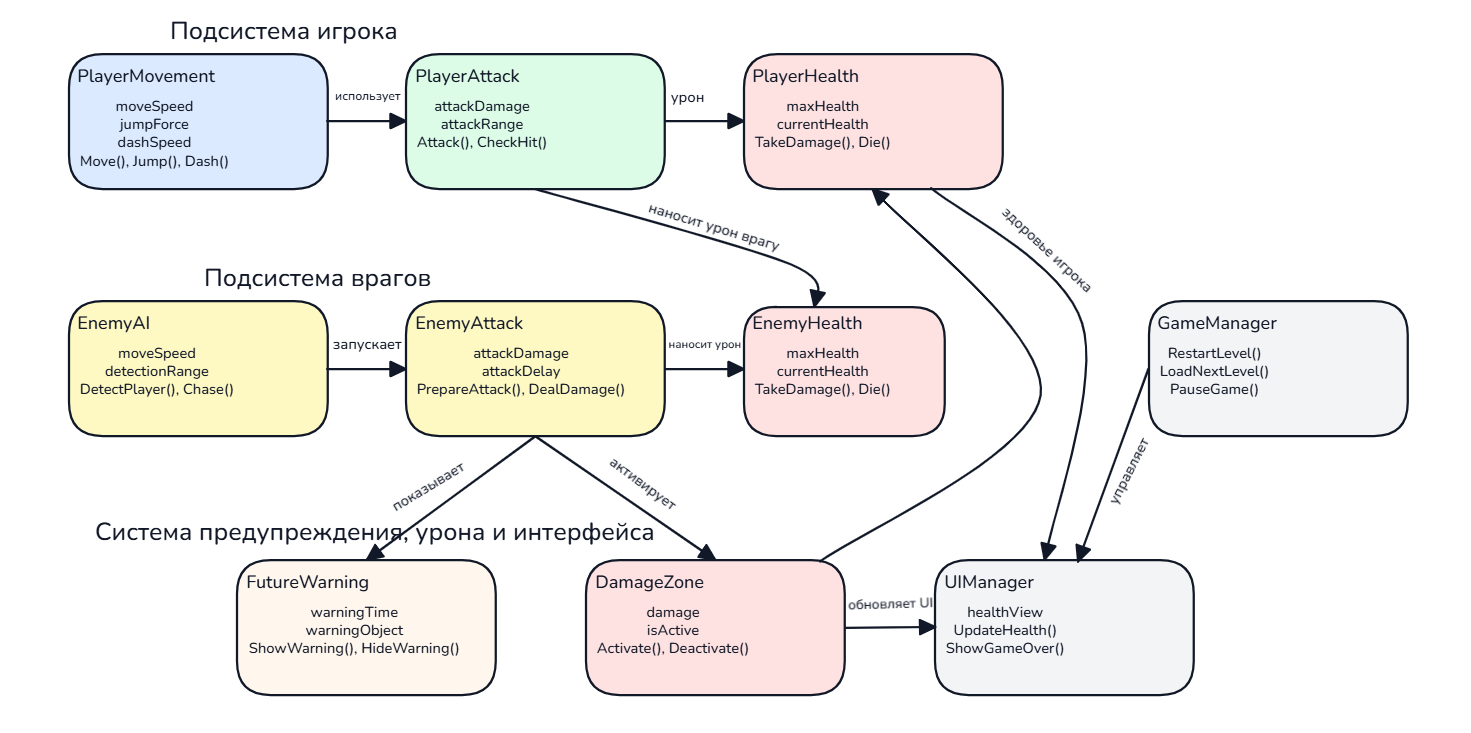 Подсистема игрока
PlayerMovement
moveSpeed
jumpForce
dashSpeed
Move(), Jump(), Dash()
использует
PlayerAttack
attackDamage
attackRange
Attack(), CheckHit()
урон
PlayerHealth
maxHealth
currentHealth
TakeDamage(), Die()
наносит урон врагу
здоровье игрока
Подсистема врагов
EnemyAI
moveSpeed
detectionRange
DetectPlayer(), Chase()
запускает
EnemyAttack
attackDamage
attackDelay
PrepareAttack(), DealDamage()
наносит урон
EnemyHealth
maxHealth
currentHealth
TakeDamage(), Die()
GameManager
RestartLevel()
LoadNextLevel()
PauseGame()
показывает
активирует
управляет
Система предупреждения, урона и интерфейса
FutureWarning
warningTime
warningObject
ShowWarning(), HideWarning()
DamageZone
damage
isActive
Activate(), Deactivate()
обновляет UI
UIManager
healthView
UpdateHealth()
ShowGameOver()